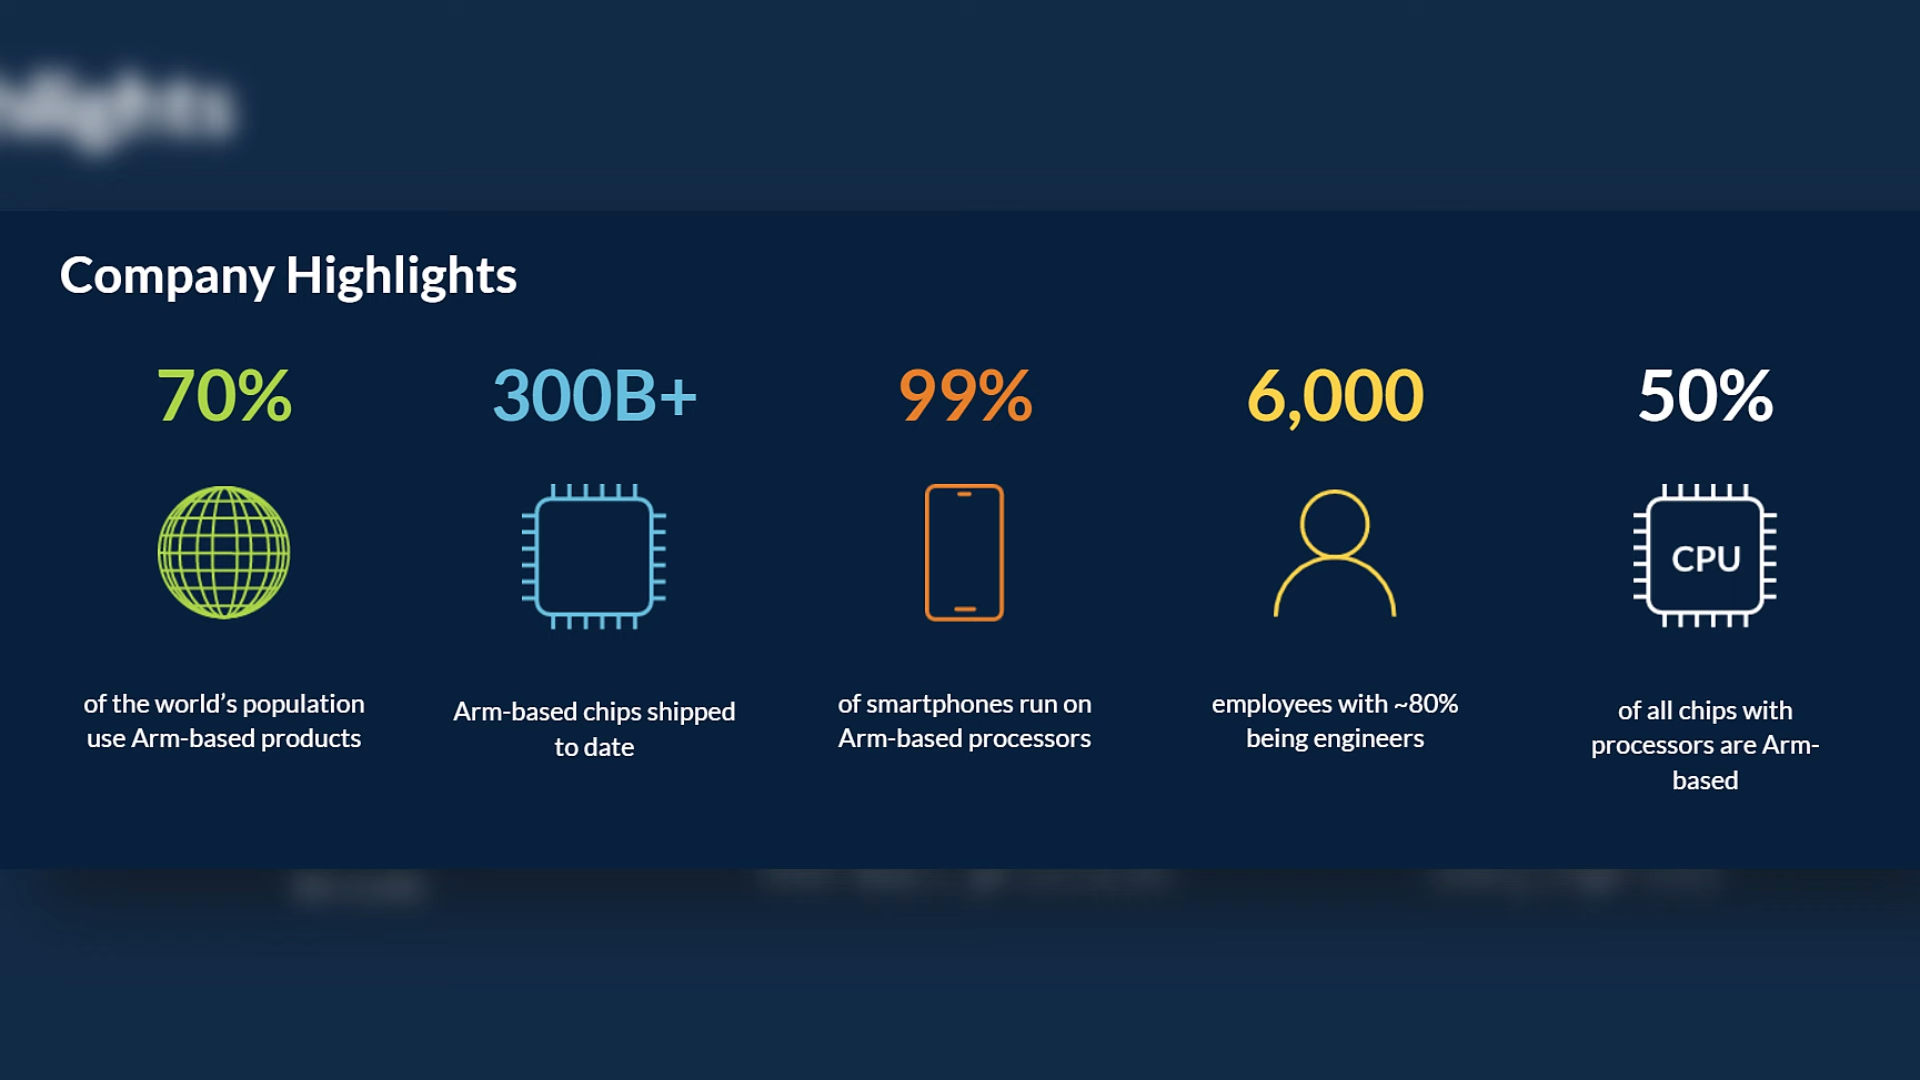 Company Highlights
70%
300B+
99%
6,000
50%
CPU
of the world’s population
use Arm-based products
Arm-based chips shipped
to date
of smartphones run on
Arm-based processors
employees with ~80%
being engineers
of all chips with
processors are Arm-
based